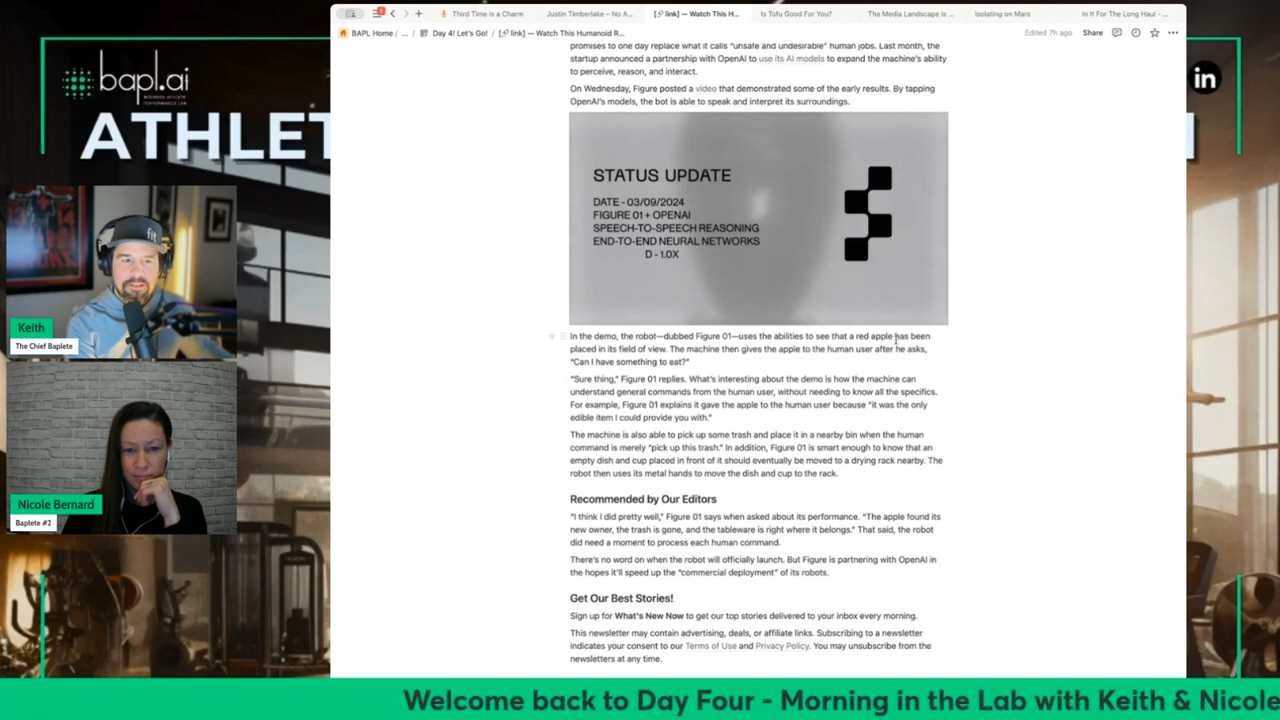 Third Time is a Charm
Justin Timberlake – No A...
[🔗 link] — Watch This H...
Is Tofu Good For You?
The Media Landscape is ...
Isolating on Mars
In It For The Long Haul - ...
BAPL Home / ... / Day 4! Let's Go! / [🔗 link] — Watch This Humanoid R...
Edited 7h ago
Share
bapl.ai
ATHLET
in
promises to one day replace what it calls "unsafe and undesirable" human jobs. Last month, the
startup announced a partnership with OpenAI to use its AI models to expand the machine's ability
to perceive, reason, and interact.
On Wednesday, Figure posted a video that demonstrated some of the early results. By tapping
OpenAI's models, the bot is able to speak and interpret its surroundings.
STATUS UPDATE
DATE - 03/09/2024
FIGURE 01 + OPENAI
SPEECH-TO-SPEECH REASONING
END-TO-END NEURAL NETWORKS
D - 1.0X
In the demo, the robot—dubbed Figure 01—uses the abilities to see that a red apple has been
placed in its field of view. The machine then gives the apple to the human user after he asks,
"Can I have something to eat?"
"Sure thing," Figure 01 replies. What's interesting about the demo is how the machine can
understand general commands from the human user, without needing to know all the specifics.
For example, Figure 01 explains it gave the apple to the human user because "it was the only
edible item I could provide you with."
The machine is also able to pick up some trash and place it in a nearby bin when the human
command is merely "pick up this trash." In addition, Figure 01 is smart enough to know that an
empty dish and cup placed in front of it should eventually be moved to a drying rack nearby. The
robot then uses its metal hands to move the dish and cup to the rack.
Recommended by Our Editors
"I think I did pretty well," Figure 01 says when asked about its performance. "The apple found its
new owner, the trash is gone, and the tableware is right where it belongs." That said, the robot
did need a moment to process each human command.
There's no word on when the robot will officially launch. But Figure is partnering with OpenAI in
the hopes it'll speed up the "commercial deployment" of its robots.
Get Our Best Stories!
Sign up for What's New Now to get our top stories delivered to your inbox every morning.
This newsletter may contain advertising, deals, or affiliate links. Subscribing to a newsletter
indicates your consent to our Terms of Use and Privacy Policy. You may unsubscribe from the
newsletters at any time.
fit
Keith
The Chief Baplete
Nicole Bernard
Baplete #2
Welcome back to Day Four - Morning in the Lab with Keith & Nicole